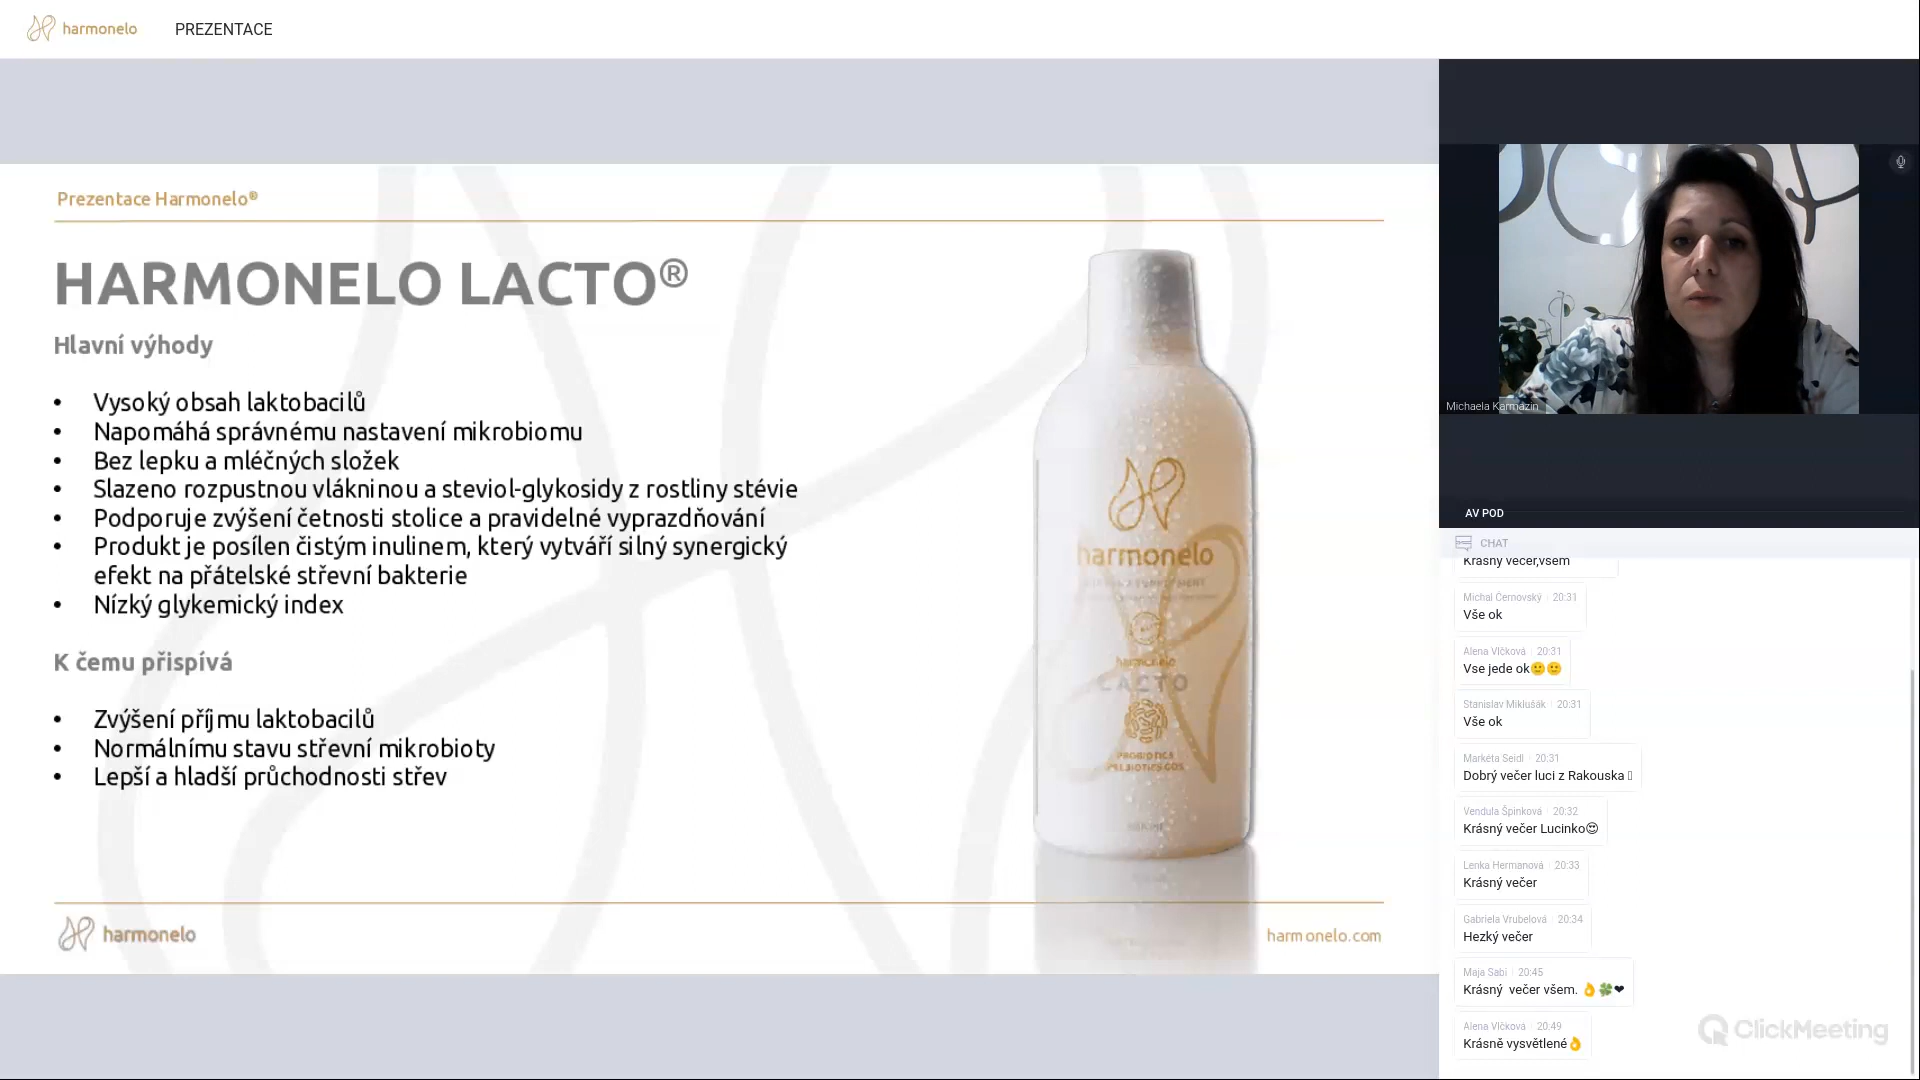 harmonelo
PREZENTACE
Prezentace Harmonelo®
HARMONELO LACTO®
Hlavní výhody
• Vysoký obsah laktobacilů
• Napomáhá správnému nastavení mikrobiomu
• Bez lepku a mléčných složek
• Slazeno rozpustnou vlákninou a steviol-glykosidy z rostliny stévie
• Podporuje zvýšení četnosti stolice a pravidelné vyprazdňování
• Produkt je posílen čistým inulinem, který vytváří silný synergický
efekt na přátelské střevní bakterie
• Nízký glykemický index
K čemu přispívá
• Zvýšení příjmu laktobacilů
• Normálnímu stavu střevní mikrobioty
• Lepší a hladší průchodnosti střev
harmonelo
harmonelo
LACTO
PROBIOTICS
harmonelo
harmonelo.com
Michaela Karmazin
AV POD
CHAT
Krásný večer,všem
Michal Černovský 20:31
Vše ok
Alena Vlčková 20:31
Vse jede ok🙂🙂
Stanislav Miklušák 20:31
Vše ok
Markéta Seidl 20:31
Dobrý večer luci z Rakouska
Vendula Špinková 20:32
Krásný večer Lucinko😍
Lenka Hermanová 20:33
Krásný večer
Gabriela Vrubelová 20:34
Hezký večer
Maja Sabi 20:45
Krásný večer všem. 👌🍀❤
Alena Vlčková 20:49
Krásně vysvětlené👌
ClickMeeting